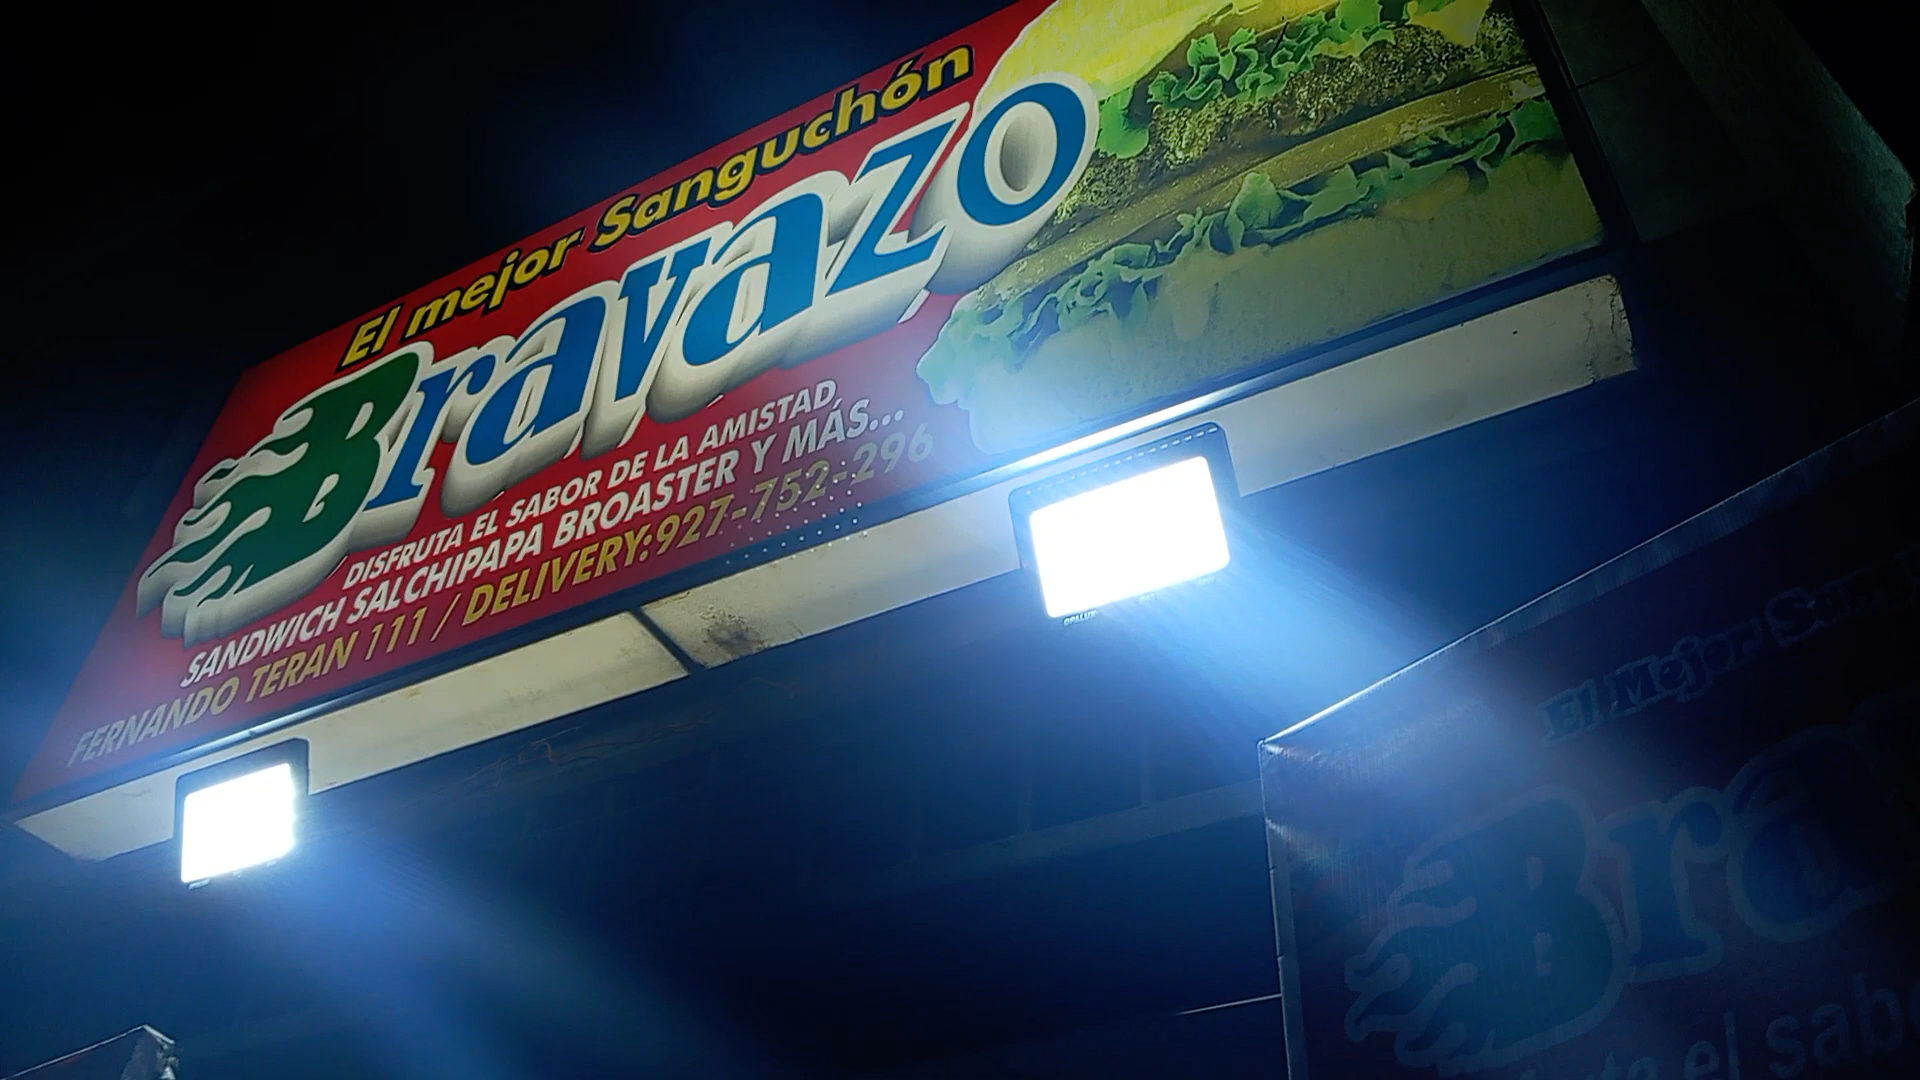 El mejor Sanguchón
Bravazo
DISFRUTA EL SABOR DE LA AMISTAD
SANDWICH SALCHIPAPA BROASTER Y MÁS...
FERNANDO TERAN 111 / DELIVERY: 927-752-296
OPALUX
El Mejor
Bra
el sabo